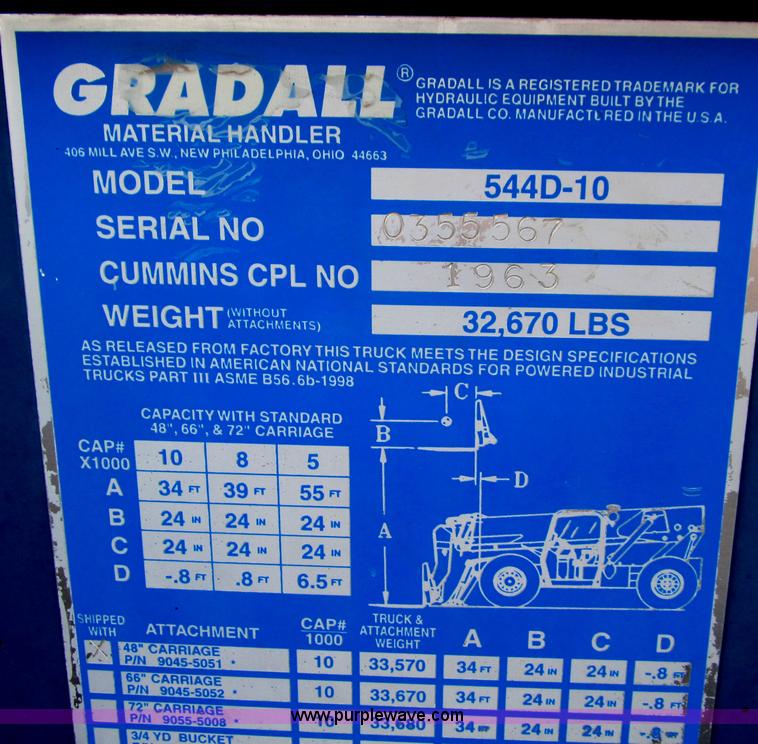 GRADALL ®
GRADALL IS A REGISTERED TRADEMARK FOR
HYDRAULIC EQUIPMENT BUILT BY THE
GRADALL CO. MANUFACTURED IN THE U.S.A.
MATERIAL HANDLER
406 MILL AVE S.W., NEW PHILADELPHIA, OHIO 44663
MODEL 544D-10
SERIAL NO 0355567
CUMMINS CPL NO 1963
WEIGHT (WITHOUT ATTACHMENTS) 32,670 LBS
AS RELEASED FROM FACTORY THIS TRUCK MEETS THE DESIGN SPECIFICATIONS
ESTABLISHED IN AMERICAN NATIONAL STANDARDS FOR POWERED INDUSTRIAL
TRUCKS PART III ASME B56.6b-1998
CAPACITY WITH STANDARD
48", 66", & 72" CARRIAGE
CAP# X1000 10 8 5
A 34 FT 39 FT 55 FT
B 24 IN 24 IN 24 IN
C 24 IN 24 IN 24 IN
D -.8 FT .8 FT 6.5 FT
C
B
D
A
SHIPPED WITH ATTACHMENT CAP# 1000 TRUCK & ATTACHMENT WEIGHT A B C D
X 48" CARRIAGE P/N 9045-5051 * 10 33,570 34 FT 24 IN 24 IN -.8 FT
66" CARRIAGE P/N 9045-5052 * 10 33,670 34 FT 24 IN 24 IN -.8 FT
72" CARRIAGE P/N 9055-5008 * 10 33,680 34 FT 24 IN 24 IN -.8 FT
3/4 YD BUCKET
www.purplewave.com